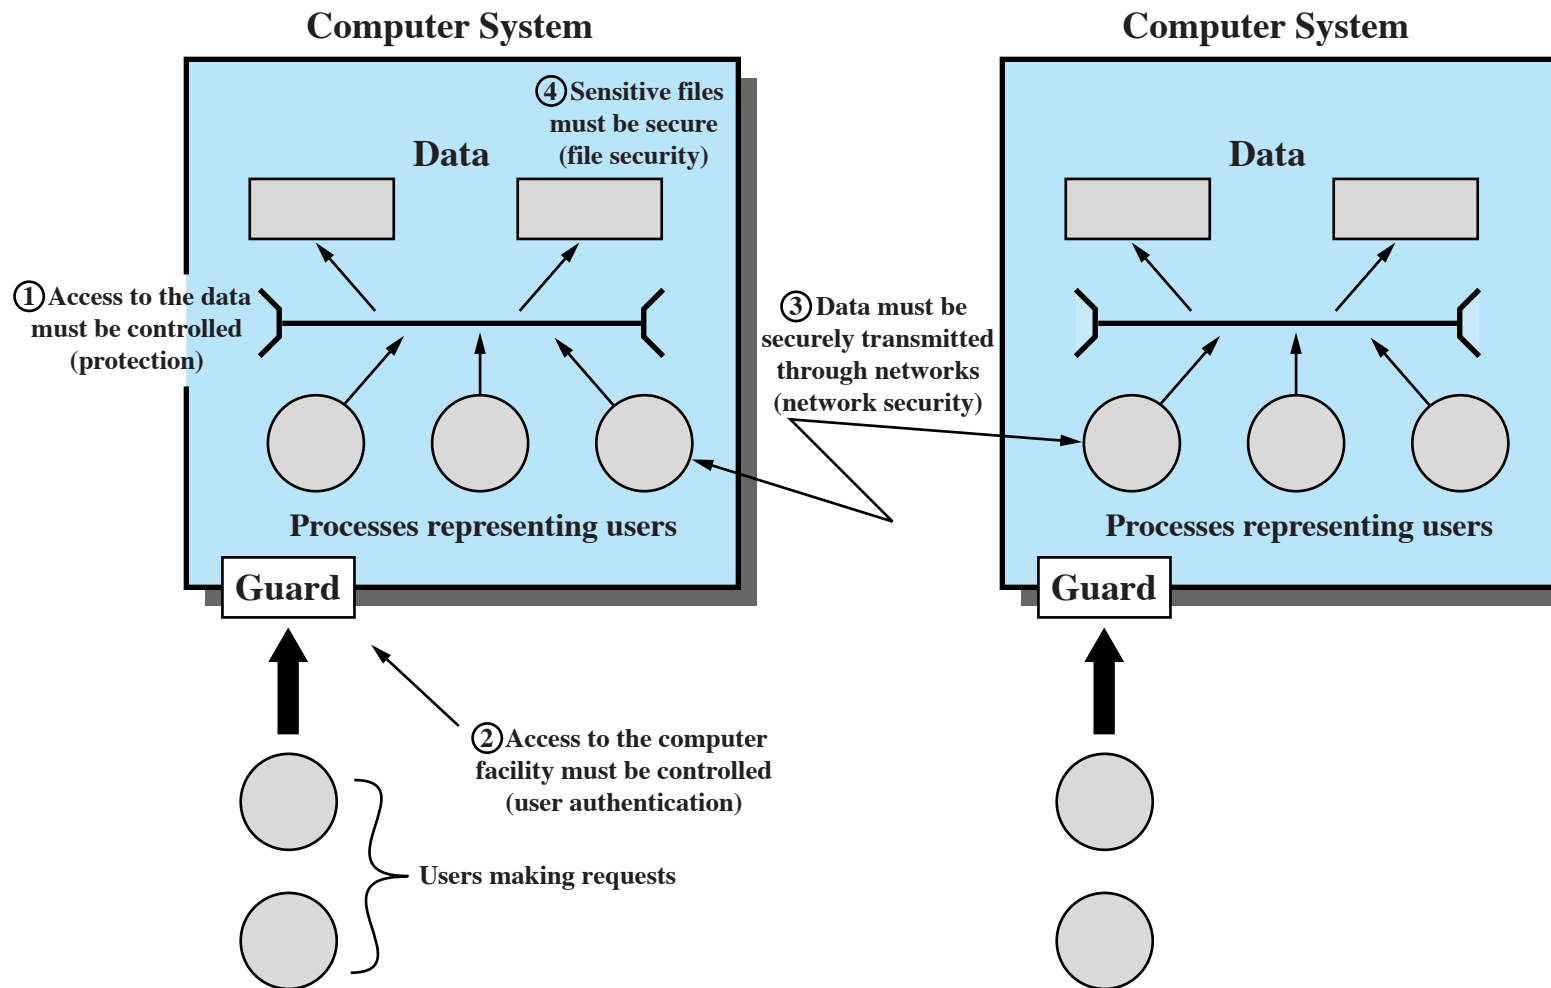 Computer System
④ Sensitive files
must be secure
(file security)
Data
① Access to the data
must be controlled
(protection)
Processes representing users
Guard
② Access to the computer
facility must be controlled
(user authentication)
Users making requests
③ Data must be
securely transmitted
through networks
(network security)
Computer System
Data
Processes representing users
Guard